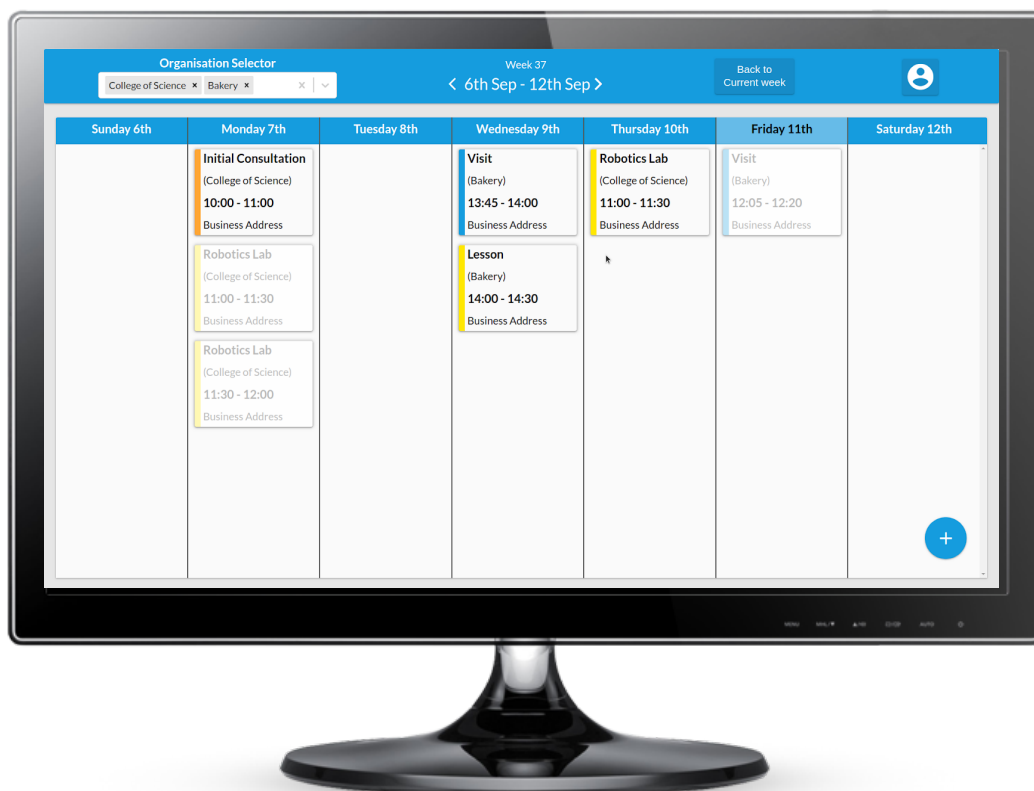 Organisation Selector
College of Science × Bakery × ×
Week 37
< 6th Sep - 12th Sep >
Back to
Current week
Sunday 6th Monday 7th Tuesday 8th Wednesday 9th Thursday 10th Friday 11th Saturday 12th
Initial Consultation
(College of Science)
10:00 - 11:00
Business Address
Robotics Lab
(College of Science)
11:00 - 11:30
Business Address
Robotics Lab
(College of Science)
11:30 - 12:00
Business Address
Visit
(Bakery)
13:45 - 14:00
Business Address
Lesson
(Bakery)
14:00 - 14:30
Business Address
Robotics Lab
(College of Science)
11:00 - 11:30
Business Address
Visit
(Bakery)
12:05 - 12:20
Business Address
+
MENU
AUTO